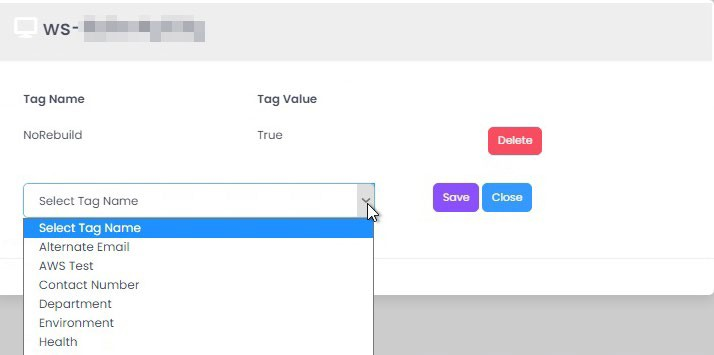 WS-
Tag Name Tag Value
NoRebuild True Delete
Select Tag Name Save Close
Select Tag Name
Alternate Email
AWS Test
Contact Number
Department
Environment
Health